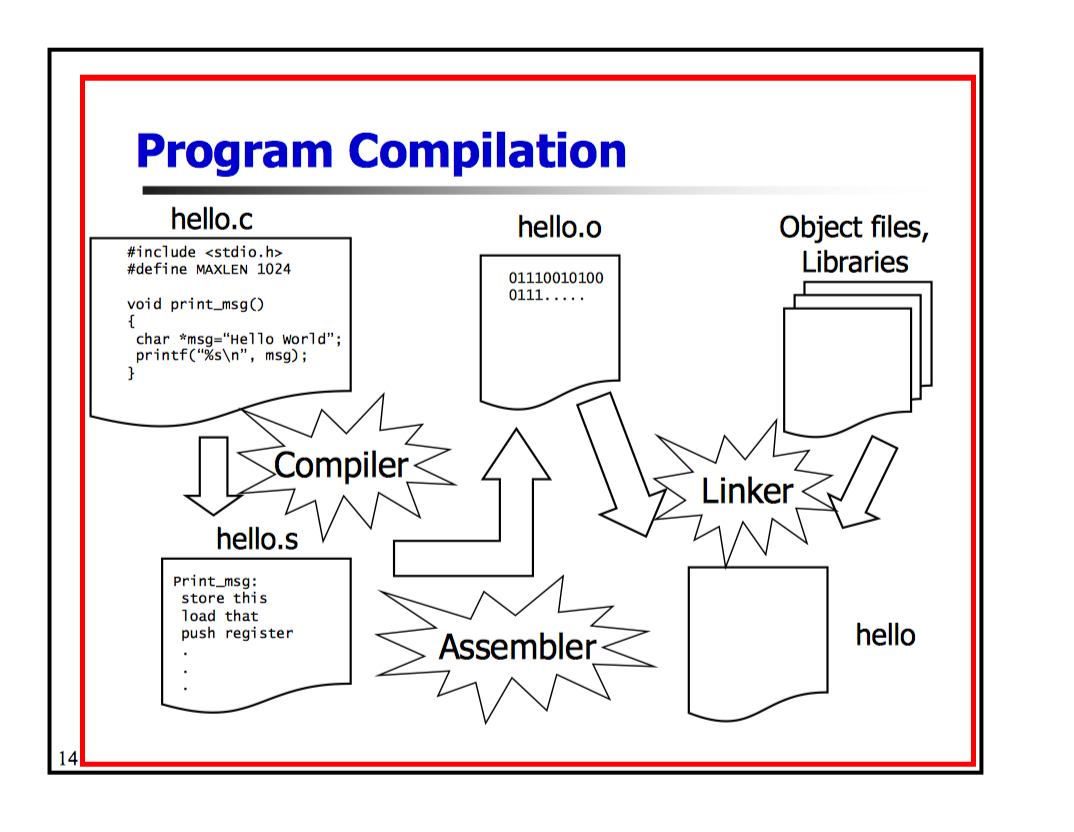 Program Compilation
hello.c
#include <stdio.h>
#define MAXLEN 1024
void print_msg()
{
char *msg=“Hello World”;
printf(“%s\n”, msg);
}
Compiler
hello.s
Print_msg:
store this
load that
push register
.
.
.
Assembler
hello.o
01110010100
0111.....
Object files,
Libraries
Linker
hello
14